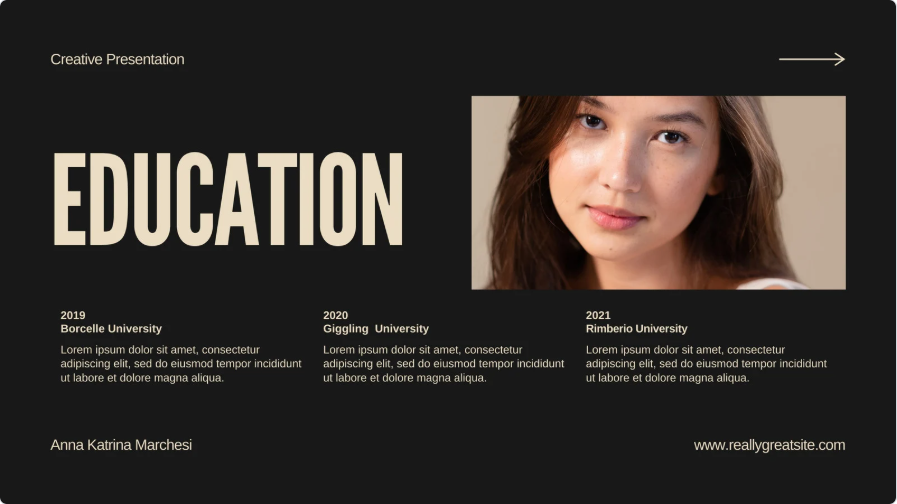 Creative Presentation
EDUCATION
2019
Borcelle University
Lorem ipsum dolor sit amet, consectetur
adipiscing elit, sed do eiusmod tempor incididunt
ut labore et dolore magna aliqua.
2020
Giggling  University
Lorem ipsum dolor sit amet, consectetur
adipiscing elit, sed do eiusmod tempor incididunt
ut labore et dolore magna aliqua.
2021
Rimberio University
Lorem ipsum dolor sit amet, consectetur
adipiscing elit, sed do eiusmod tempor incididunt
ut labore et dolore magna aliqua.
Anna Katrina Marchesi
www.reallygreatsite.com